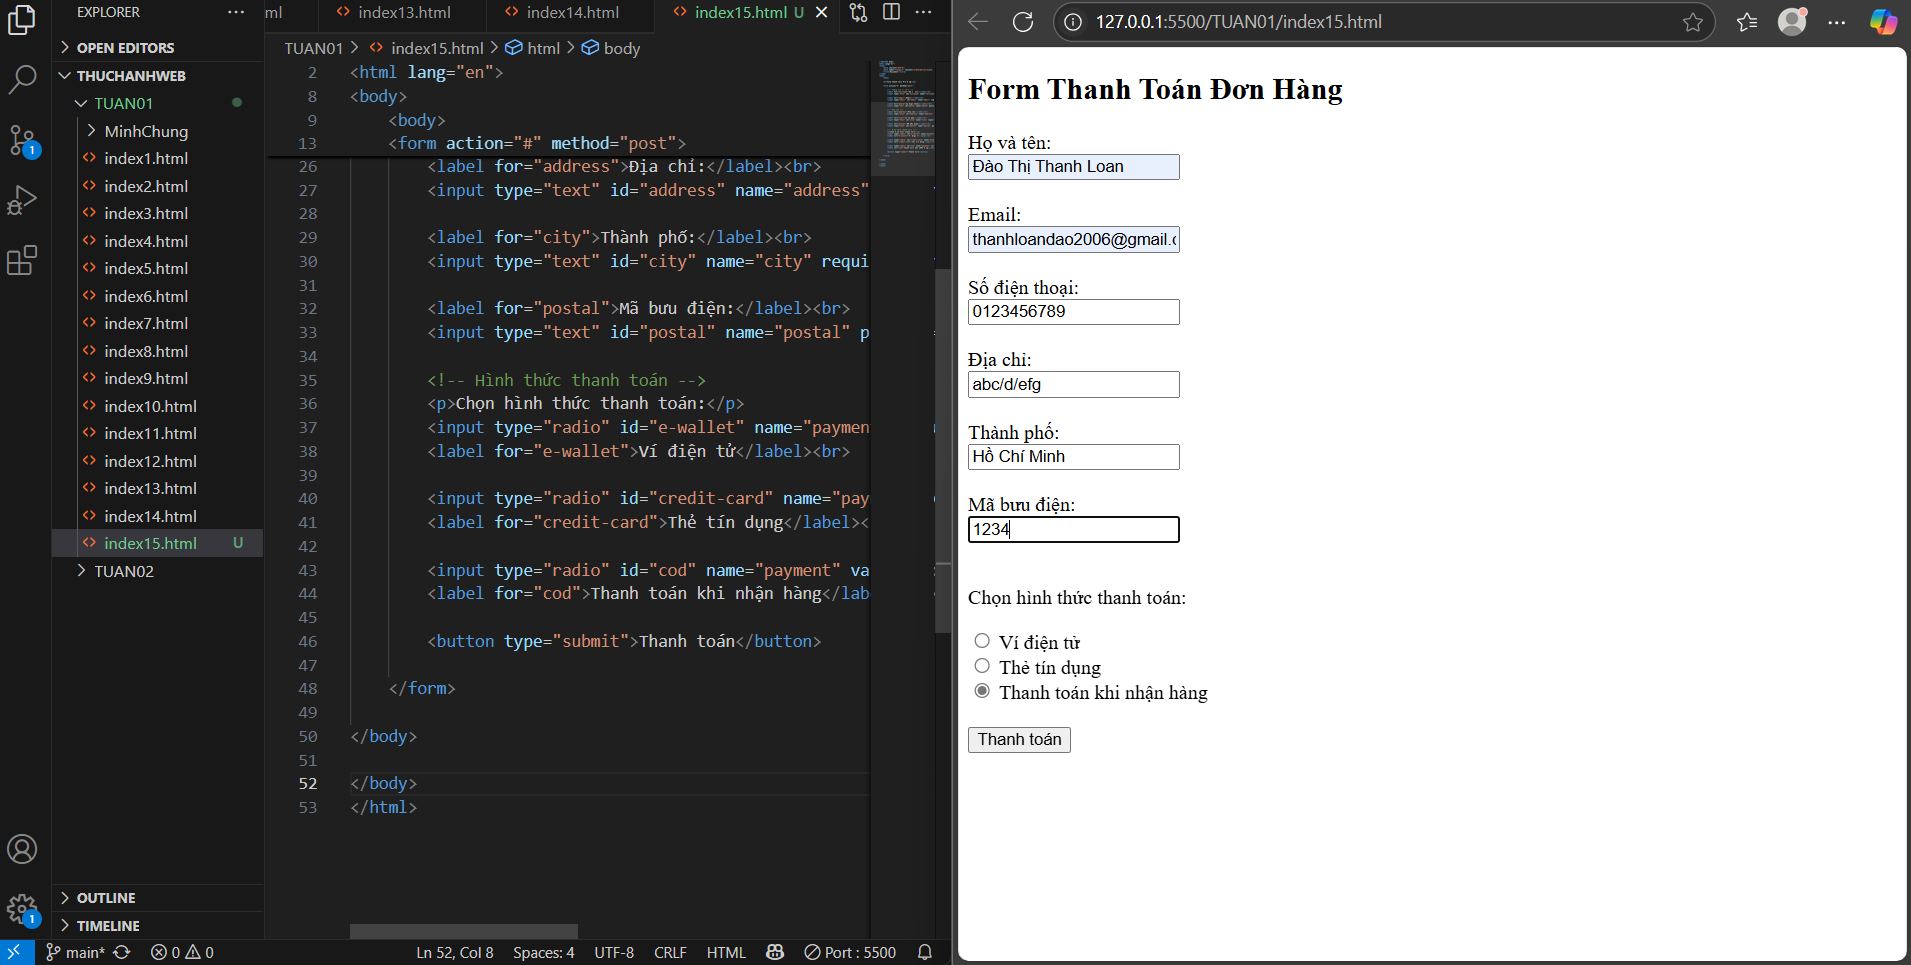 EXPLORER
OPEN EDITORS
THUCHANHWEB
TUAN01
MinhChung
index1.html
index2.html
index3.html
index4.html
index5.html
index6.html
index7.html
index8.html
index9.html
index10.html
index11.html
index12.html
index13.html
index14.html
index15.html U
TUAN02
OUTLINE
TIMELINE
1
1
ml index13.html index14.html index15.html U
TUAN01 > index15.html > html > body
2 <html lang="en">
8 <body>
9 <body>
13 <form action="#" method="post">
26 <label for="address">Địa chỉ:</label><br>
27 <input type="text" id="address" name="address"
28
29 <label for="city">Thành phố:</label><br>
30 <input type="text" id="city" name="city" requi
31
32 <label for="postal">Mã bưu điện:</label><br>
33 <input type="text" id="postal" name="postal" p
34
35 <!-- Hình thức thanh toán -->
36 <p>Chọn hình thức thanh toán:</p>
37 <input type="radio" id="e-wallet" name="paymen
38 <label for="e-wallet">Ví điện tử</label><br>
39
40 <input type="radio" id="credit-card" name="pay
41 <label for="credit-card">Thẻ tín dụng</label><
42
43 <input type="radio" id="cod" name="payment" va
44 <label for="cod">Thanh toán khi nhận hàng</lab
45
46 <button type="submit">Thanh toán</button>
47
48 </form>
49
50 </body>
51
52 </body>
53 </html>
main* 0 0 Ln 52, Col 8 Spaces: 4 UTF-8 CRLF HTML Port : 5500
127.0.0.1:5500/TUAN01/index15.html
Form Thanh Toán Đơn Hàng
Họ và tên:
Đào Thị Thanh Loan
Email:
thanhloandao2006@gmail.c
Số điện thoại:
0123456789
Địa chỉ:
abc/d/efg
Thành phố:
Hồ Chí Minh
Mã bưu điện:
1234
Chọn hình thức thanh toán:
Ví điện tử
Thẻ tín dụng
Thanh toán khi nhận hàng
Thanh toán